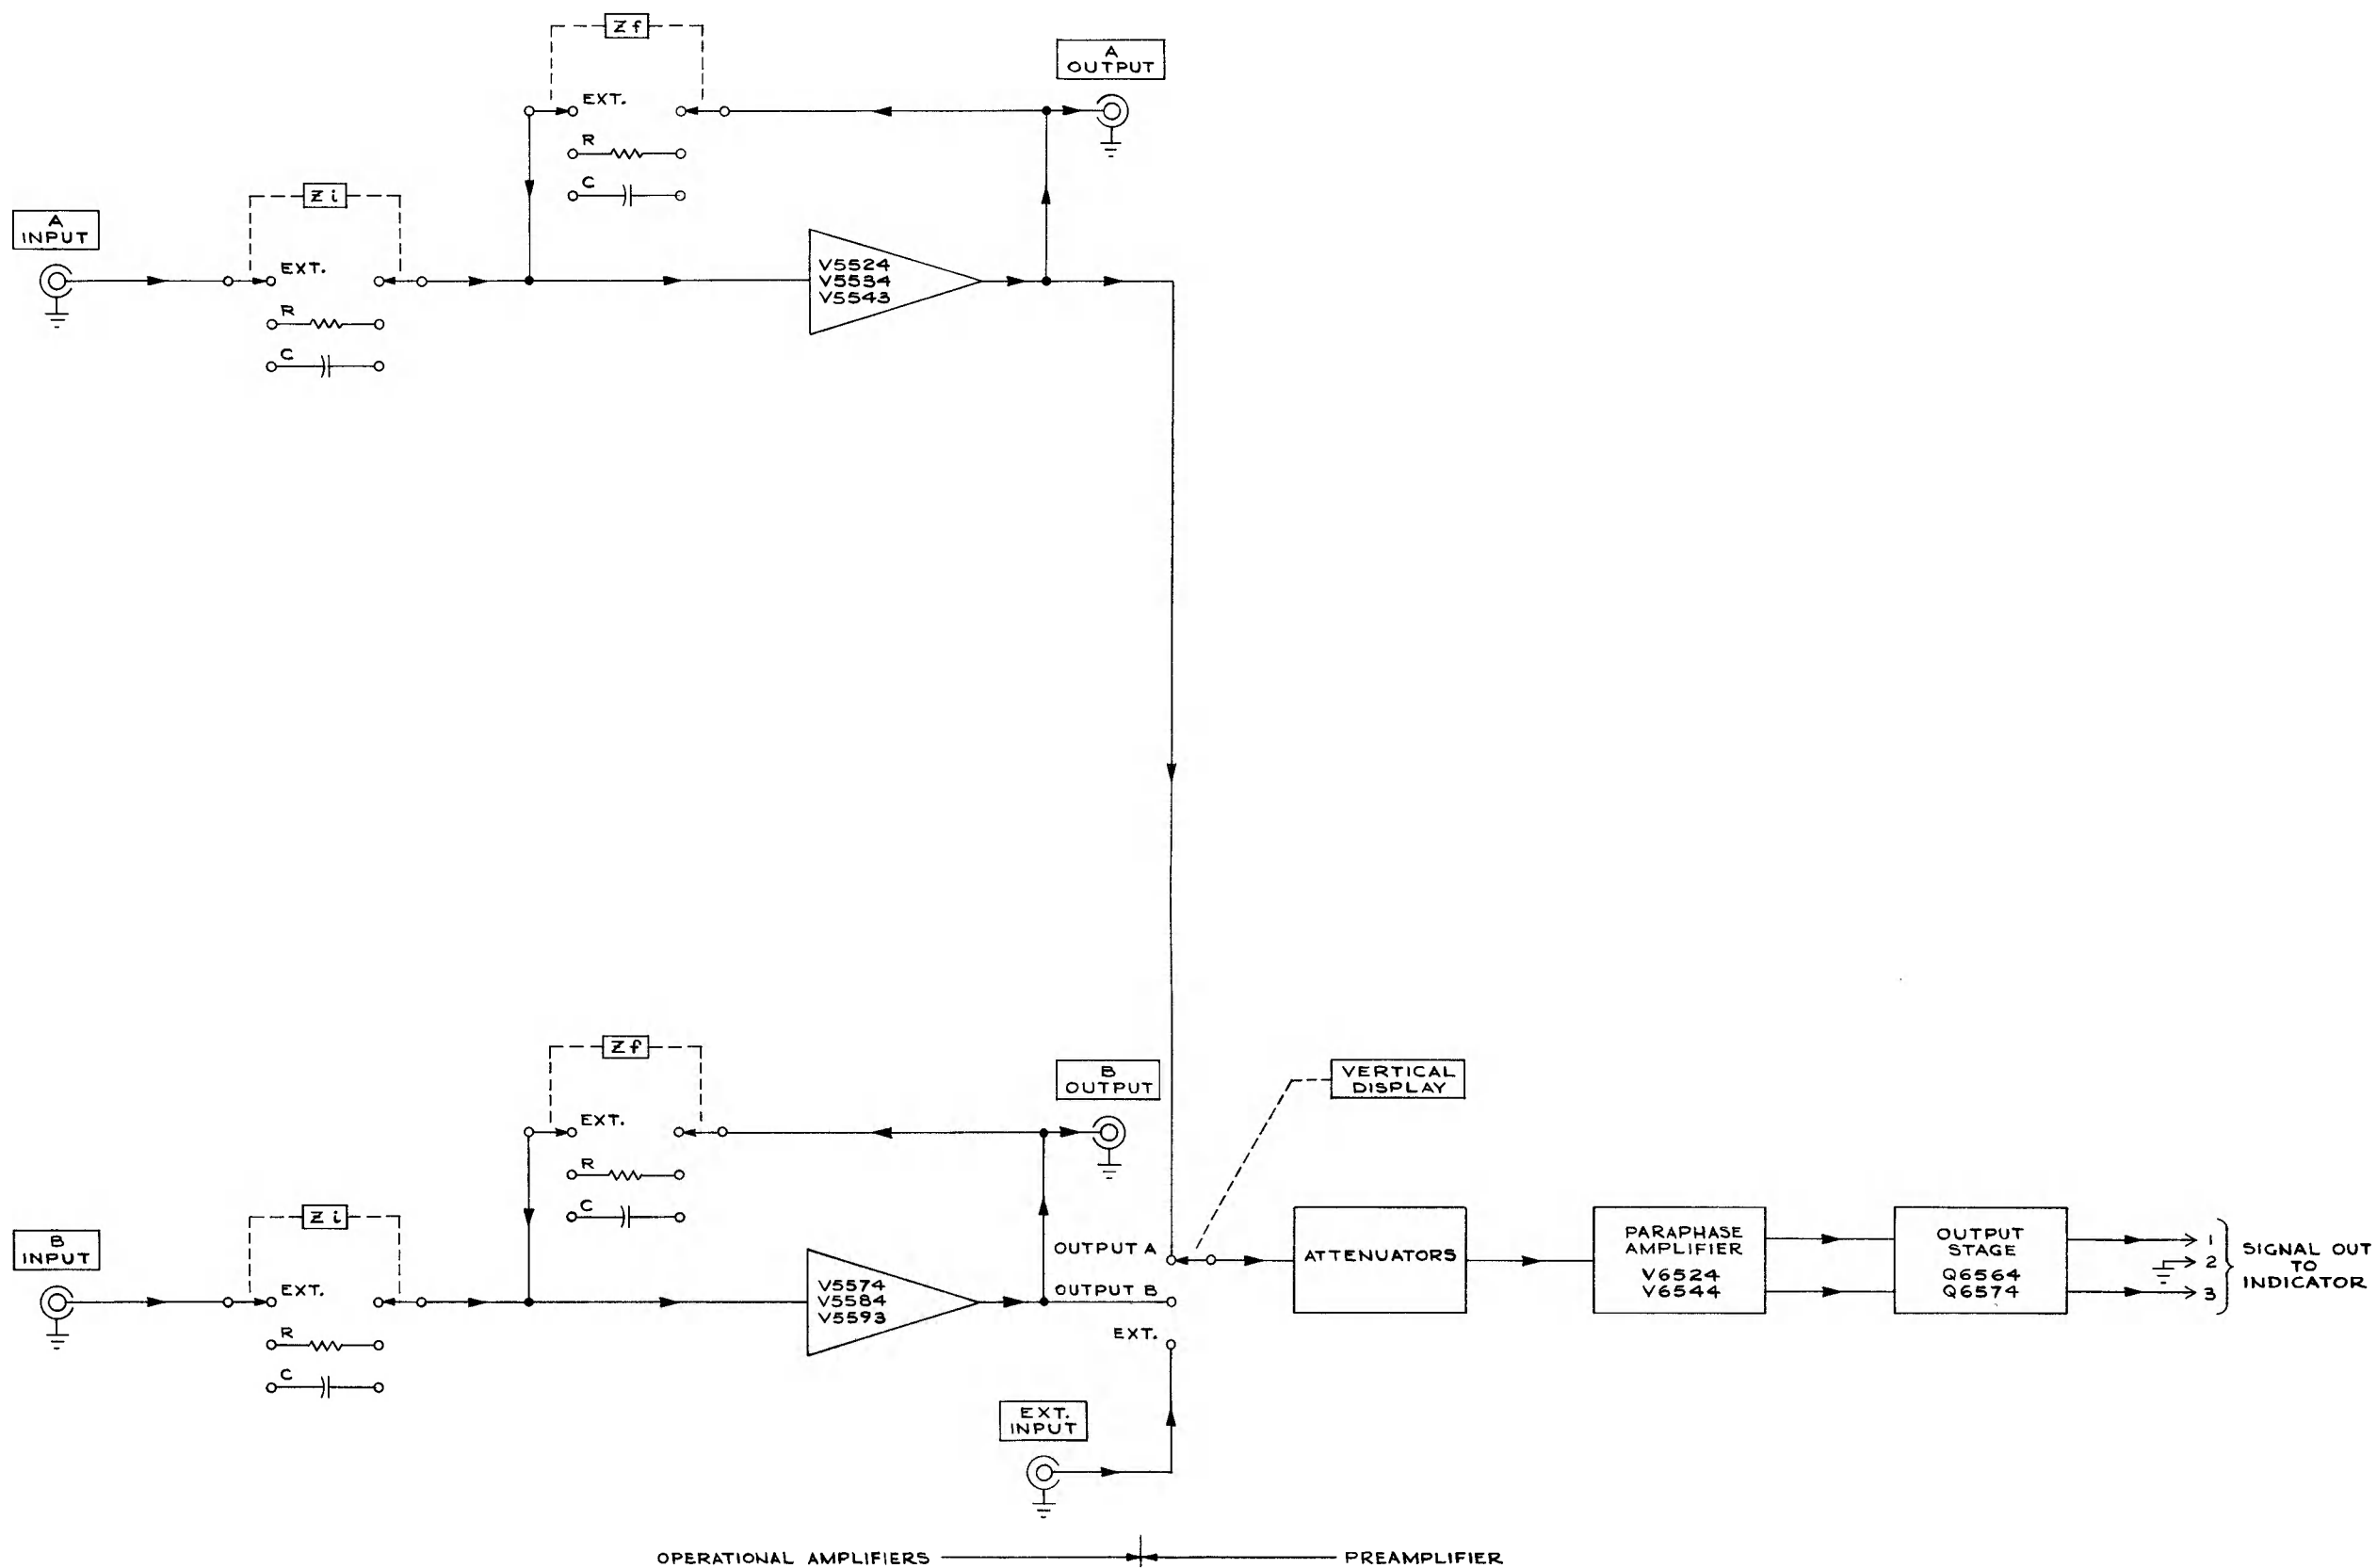 Zf
A
OUTPUT
EXT.
R
C
Zi
A
INPUT
EXT.
R
C
V5524
V5534
V5543
Zf
B
OUTPUT
VERTICAL
DISPLAY
EXT.
R
C
Zi
B
INPUT
EXT.
R
C
V5574
V5584
V5593
OUTPUT A
OUTPUT B
EXT.
EXT.
INPUT
ATTENUATORS
PARAPHASE
AMPLIFIER
V6524
V6544
OUTPUT
STAGE
Q6564
Q6574
1
2
3
SIGNAL OUT
TO
INDICATOR
OPERATIONAL AMPLIFIERS
PREAMPLIFIER